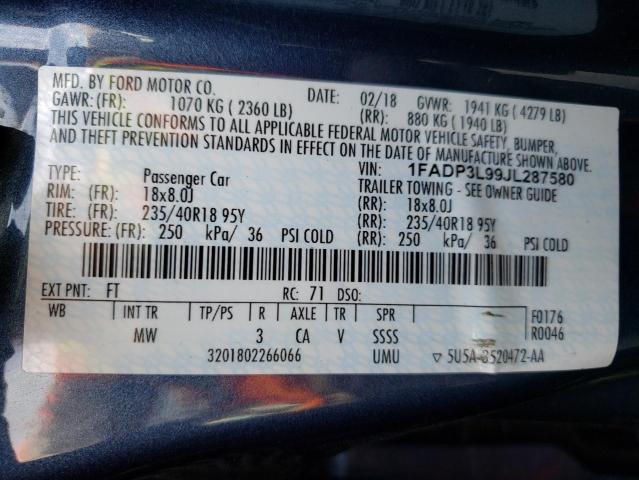 MFD. BY FORD MOTOR CO. DATE: 02/18 GVWR: 1941 KG ( 4279 LB)
GAWR: (FR): 1070 KG ( 2360 LB) (RR): 880 KG ( 1940 LB)
THIS VEHICLE CONFORMS TO ALL APPLICABLE FEDERAL MOTOR VEHICLE SAFETY, BUMPER,
AND THEFT PREVENTION STANDARDS IN EFFECT ON THE DATE OF MANUFACTURE SHOWN ABOVE.
VIN: 1FADP3L99JL287580
TYPE: Passenger Car TRAILER TOWING - SEE OWNER GUIDE
RIM: (FR): 18x8.0J (RR): 18x8.0J
TIRE: (FR): 235/40R18 95Y (RR): 235/40R18 95Y
PRESSURE: (FR): 250 kPa/ 36 PSI COLD (RR): 250 kPa/ 36 PSI COLD
EXT PNT: FT RC: 71 DSO:
WB INT TR TP/PS R AXLE TR SPR F0176
MW 3 CA V SSSS R0046
3201802266066 UMU ▽ 5U5A-3520472-AA